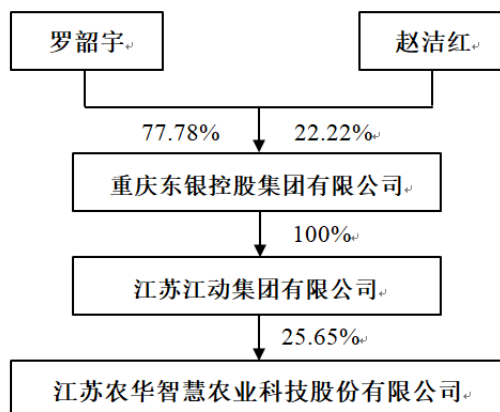 罗韶宇 赵洁红
77.78% 22.22%
重庆东银控股集团有限公司
100%
江苏江动集团有限公司
25.65%
江苏农华智慧农业科技股份有限公司